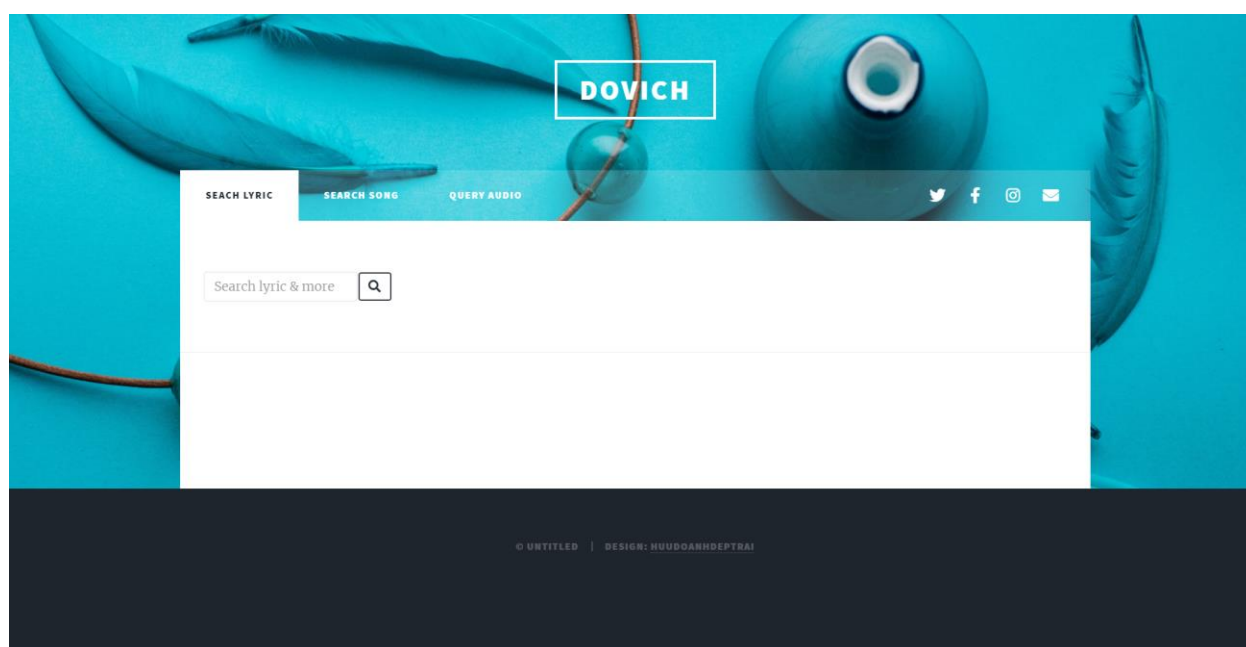 DOVICH
SEACH LYRIC SEARCH SONG QUERY AUDIO
Search lyric & more
© UNTITLED | DESIGN: HUUDOANHDEPTRAI